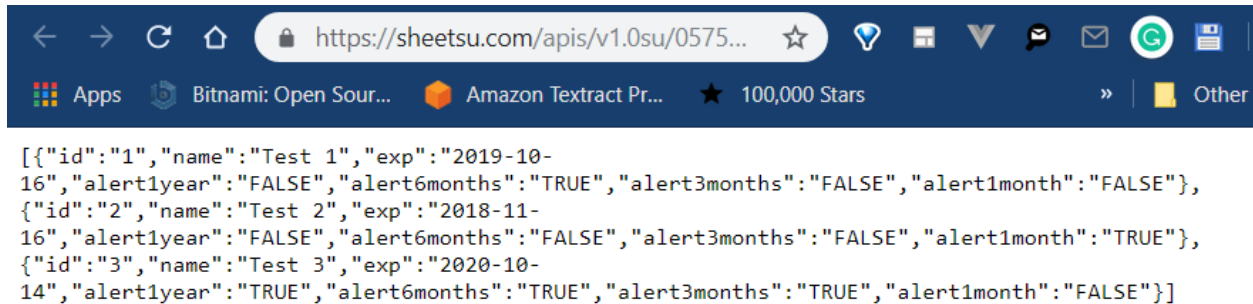 https://sheetsu.com/apis/v1.0su/0575...
Apps Bitnami: Open Sour... Amazon Textract Pr... 100,000 Stars » Other
[{"id":"1","name":"Test 1","exp":"2019-10-
16","alert1year":"FALSE","alert6months":"TRUE","alert3months":"FALSE","alert1month":"FALSE"},
{"id":"2","name":"Test 2","exp":"2018-11-
16","alert1year":"FALSE","alert6months":"FALSE","alert3months":"FALSE","alert1month":"TRUE"},
{"id":"3","name":"Test 3","exp":"2020-10-
14","alert1year":"TRUE","alert6months":"TRUE","alert3months":"TRUE","alert1month":"FALSE"}]